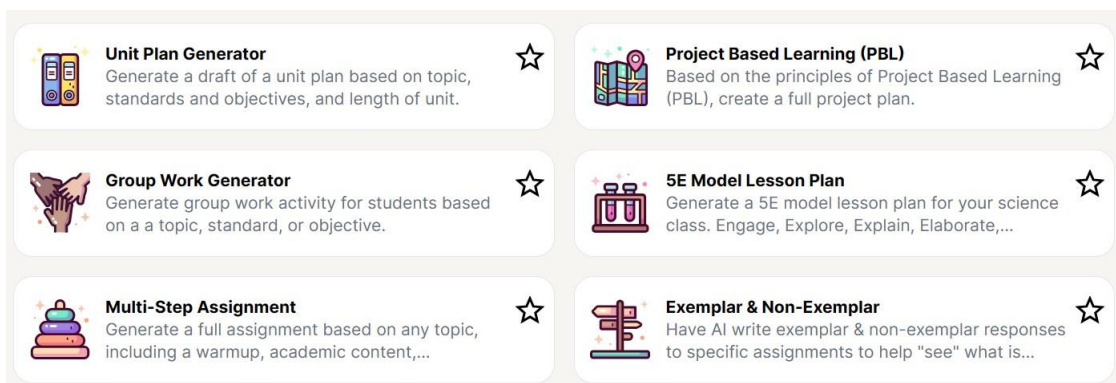 Unit Plan Generator
Generate a draft of a unit plan based on topic,
standards and objectives, and length of unit.
Project Based Learning (PBL)
Based on the principles of Project Based Learning
(PBL), create a full project plan.
Group Work Generator
Generate group work activity for students based
on a a topic, standard, or objective.
5E Model Lesson Plan
Generate a 5E model lesson plan for your science
class. Engage, Explore, Explain, Elaborate,...
Multi-Step Assignment
Generate a full assignment based on any topic,
including a warmup, academic content,...
Exemplar & Non-Exemplar
Have AI write exemplar & non-exemplar responses
to specific assignments to help "see" what is...